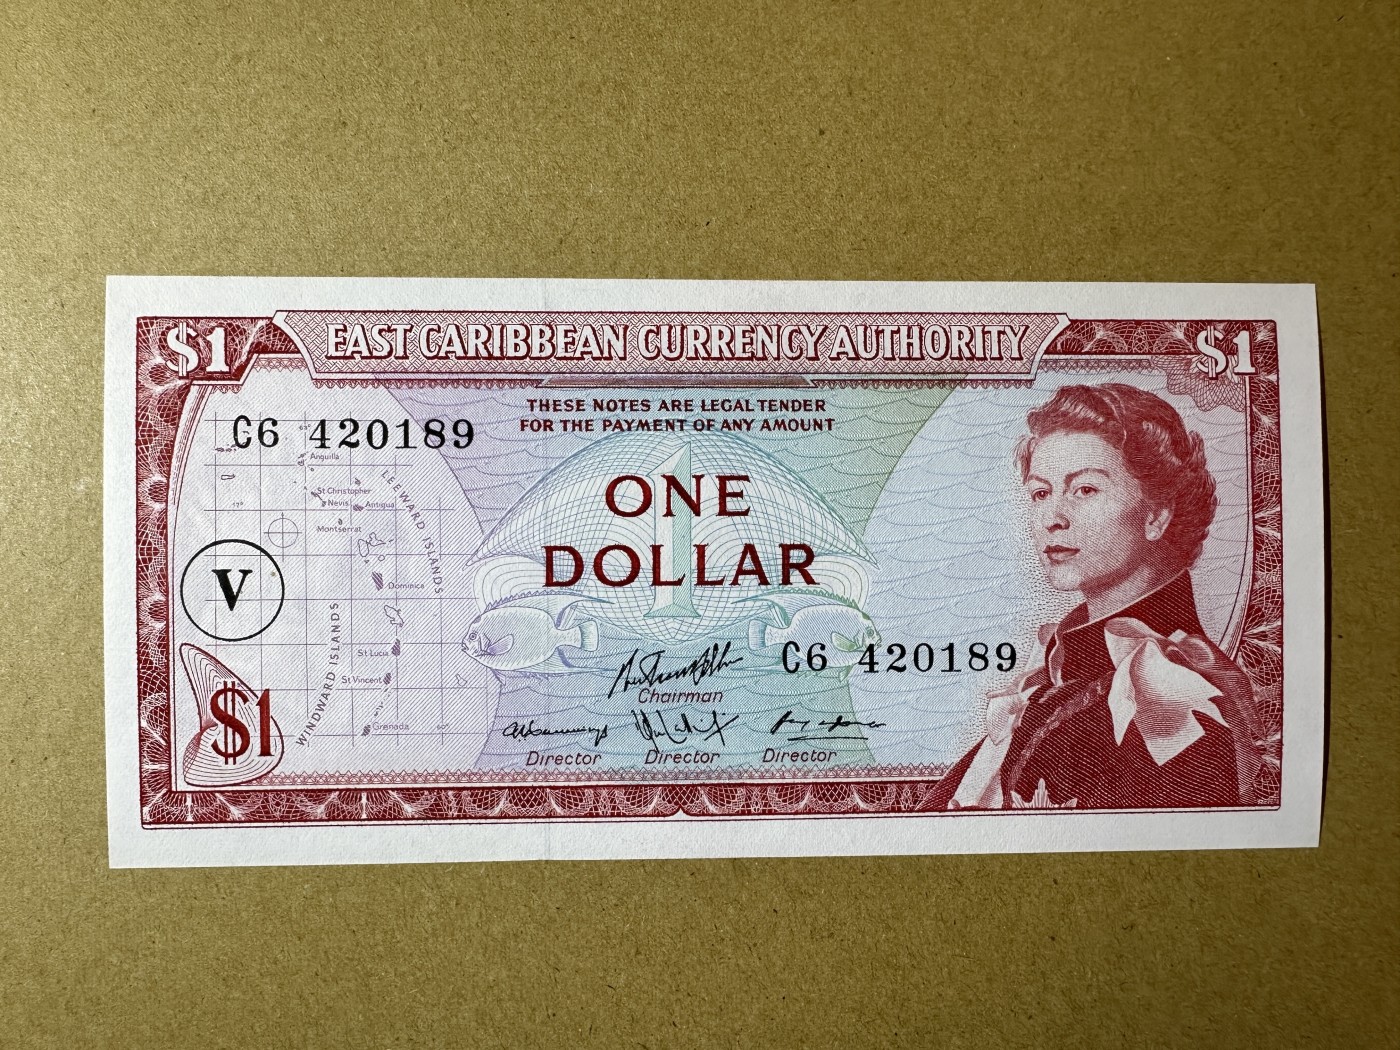 $1 EAST CARIBBEAN CURRENCY AUTHORITY $1
THESE NOTES ARE LEGAL TENDER
FOR THE PAYMENT OF ANY AMOUNT
C6 420189
Anguilla
St Christopher
Nevis
Antigua
Montserrat
LEEWARD ISLANDS
1
ONE
DOLLAR
V
Dominica
St Lucia
St Vincent
Grenada
WINDWARD ISLANDS
C6 420189
Chairman
$1
Director Director Director